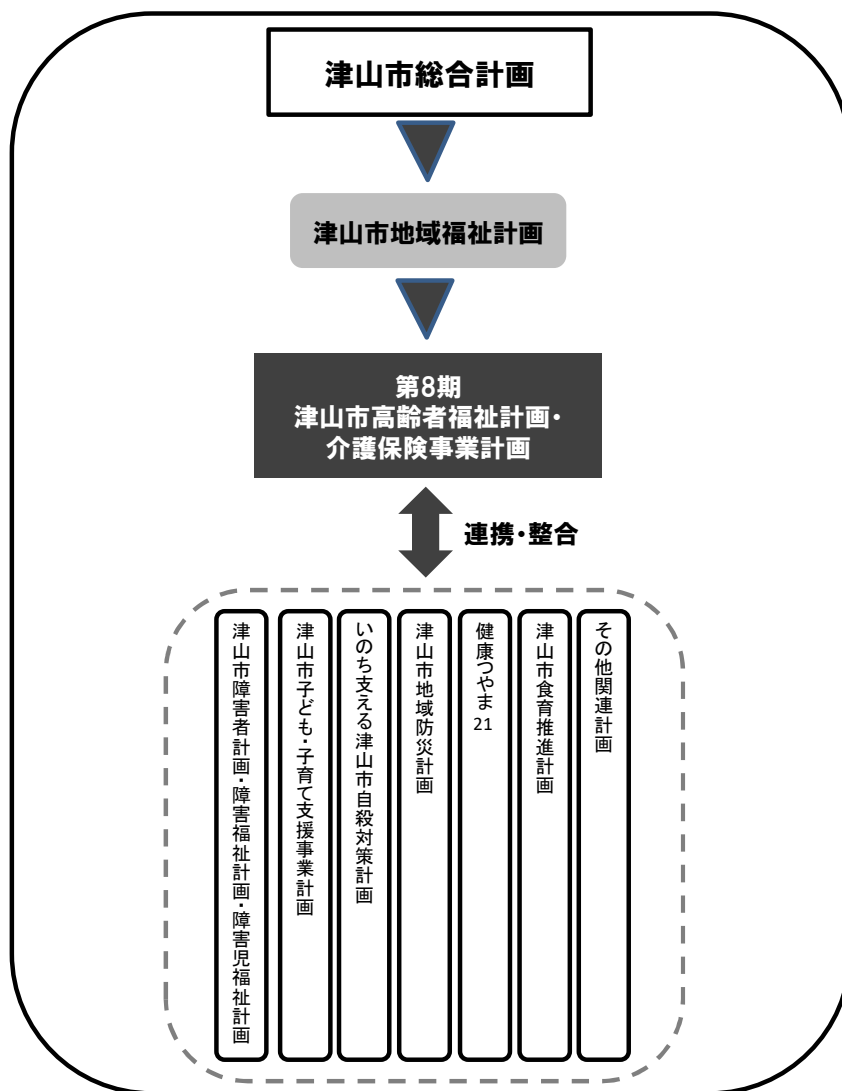 津山市総合計画
津山市地域福祉計画
第8期
津山市高齢者福祉計画・
介護保険事業計画
連携・整合
津山市障害者計画・障害福祉計画・障害児福祉計画
津山市子ども・子育て支援事業計画
いのち支える津山市自殺対策計画
津山市地域防災計画
健康つやま21
津山市食育推進計画
その他関連計画